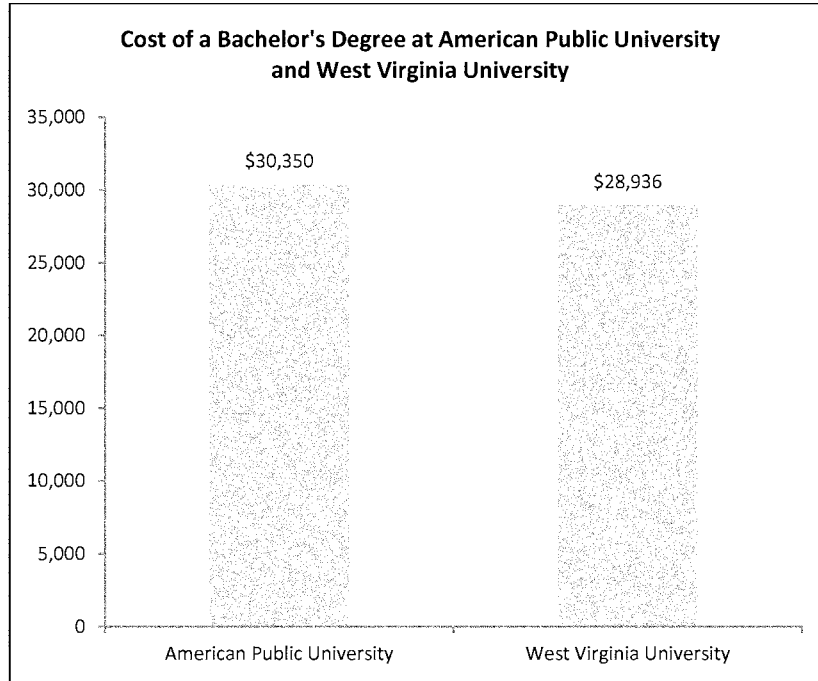 Cost of a Bachelor's Degree at American Public University
and West Virginia University
35,000
$30,350
30,000
$28,936
25,000
20,000
15,000
10,000
5,000
0
American Public University
West Virginia University